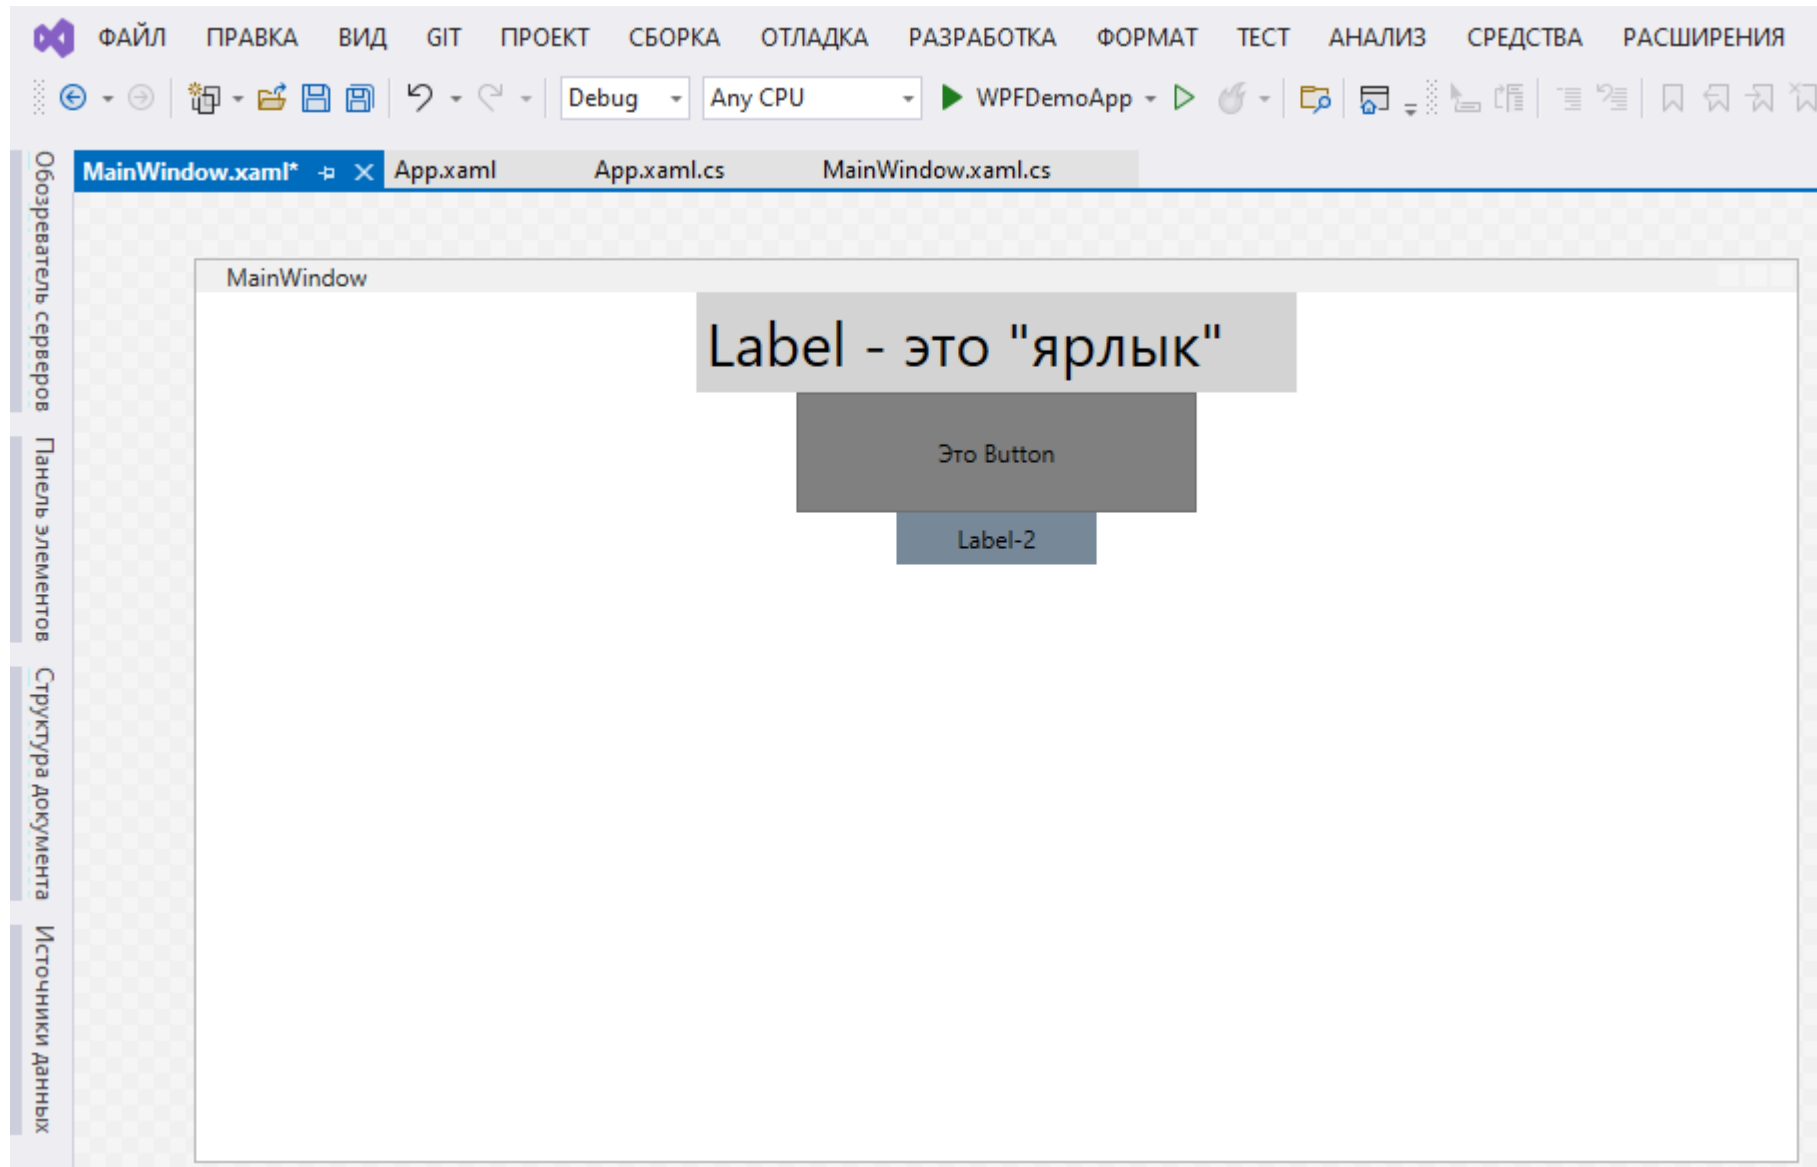 ФАЙЛ ПРАВКА ВИД GIT ПРОЕКТ СБОРКА ОТЛАДКА РАЗРАБОТКА ФОРМАТ ТЕСТ АНАЛИЗ СРЕДСТВА РАСШИРЕНИЯ
Debug Any CPU WPFDemoApp
MainWindow.xaml* App.xaml App.xaml.cs MainWindow.xaml.cs
Обозреватель серверов
Панель элементов
Структура документа
Источники данных
MainWindow
Label - это "ярлык"
Это Button
Label-2